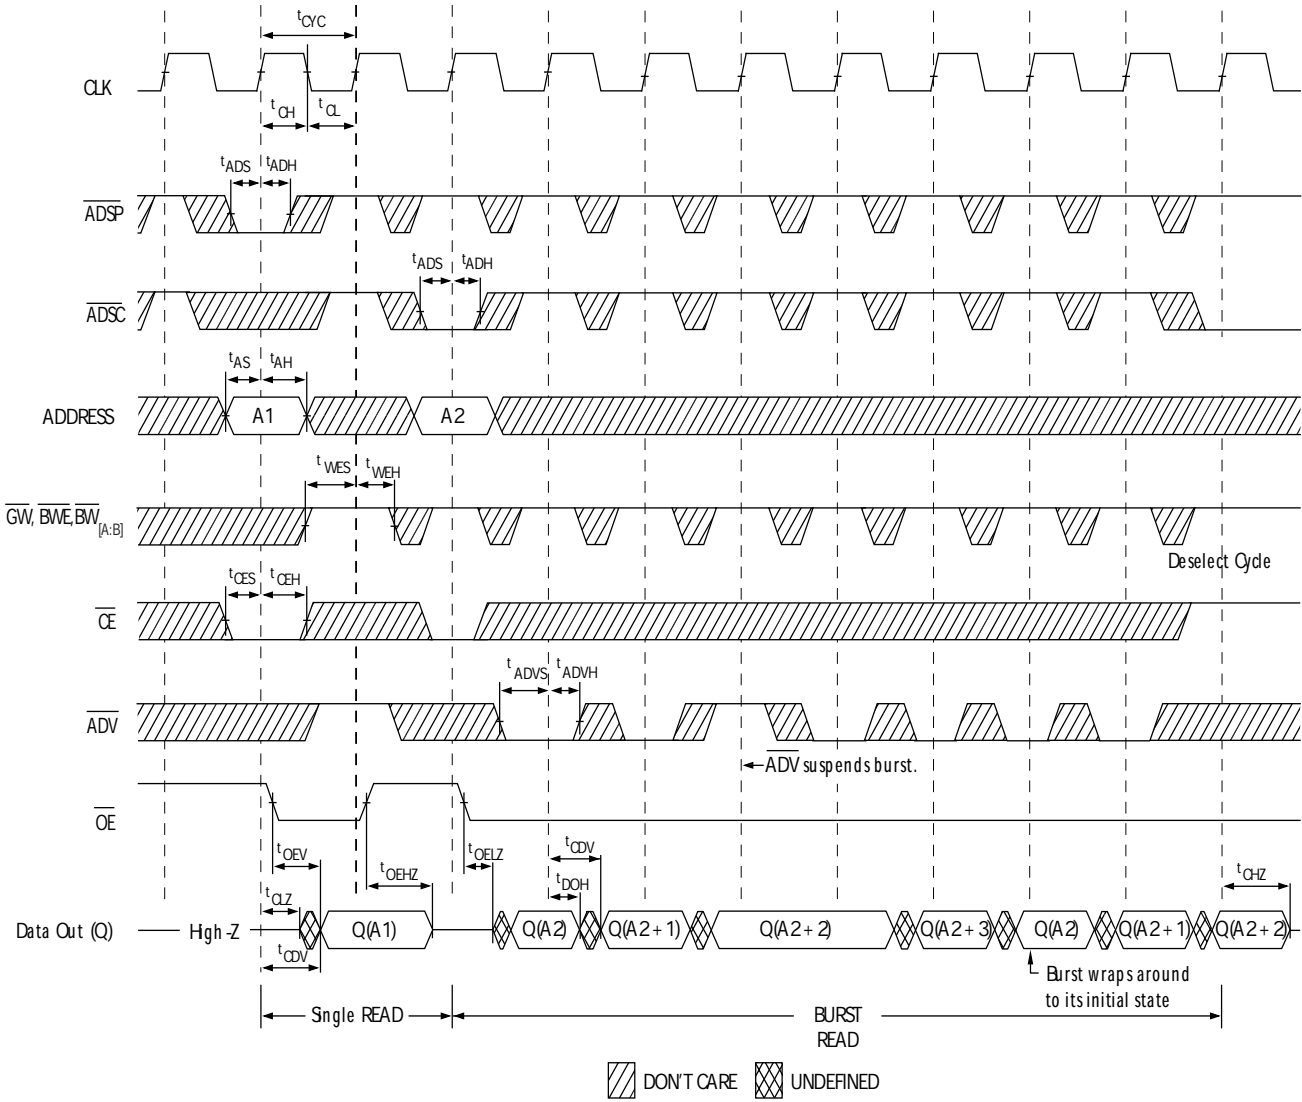 tCYC
CLK
tCH
tCL
tADS
tADH
ADSP
tADS
tADH
ADSC
tAS
tAH
ADDRESS
A1
A2
tWES
tWEH
GW, BWE,BW[A:B]
Deselect Cycle
tCES
tCEH
CE
tADVS
tADVH
ADV
ADV suspends burst.
OE
tOEV
tOEHZ
tOELZ
tCDV
tDOH
tCHZ
tCLZ
Data Out (Q)
High-Z
Q(A1)
Q(A2)
Q(A2+1)
Q(A2+2)
Q(A2+3)
Q(A2)
Q(A2+1)
Q(A2+2)
tCDV
Burst wraps around
to its initial state
Single READ
BURST
READ
DON'T CARE
UNDEFINED